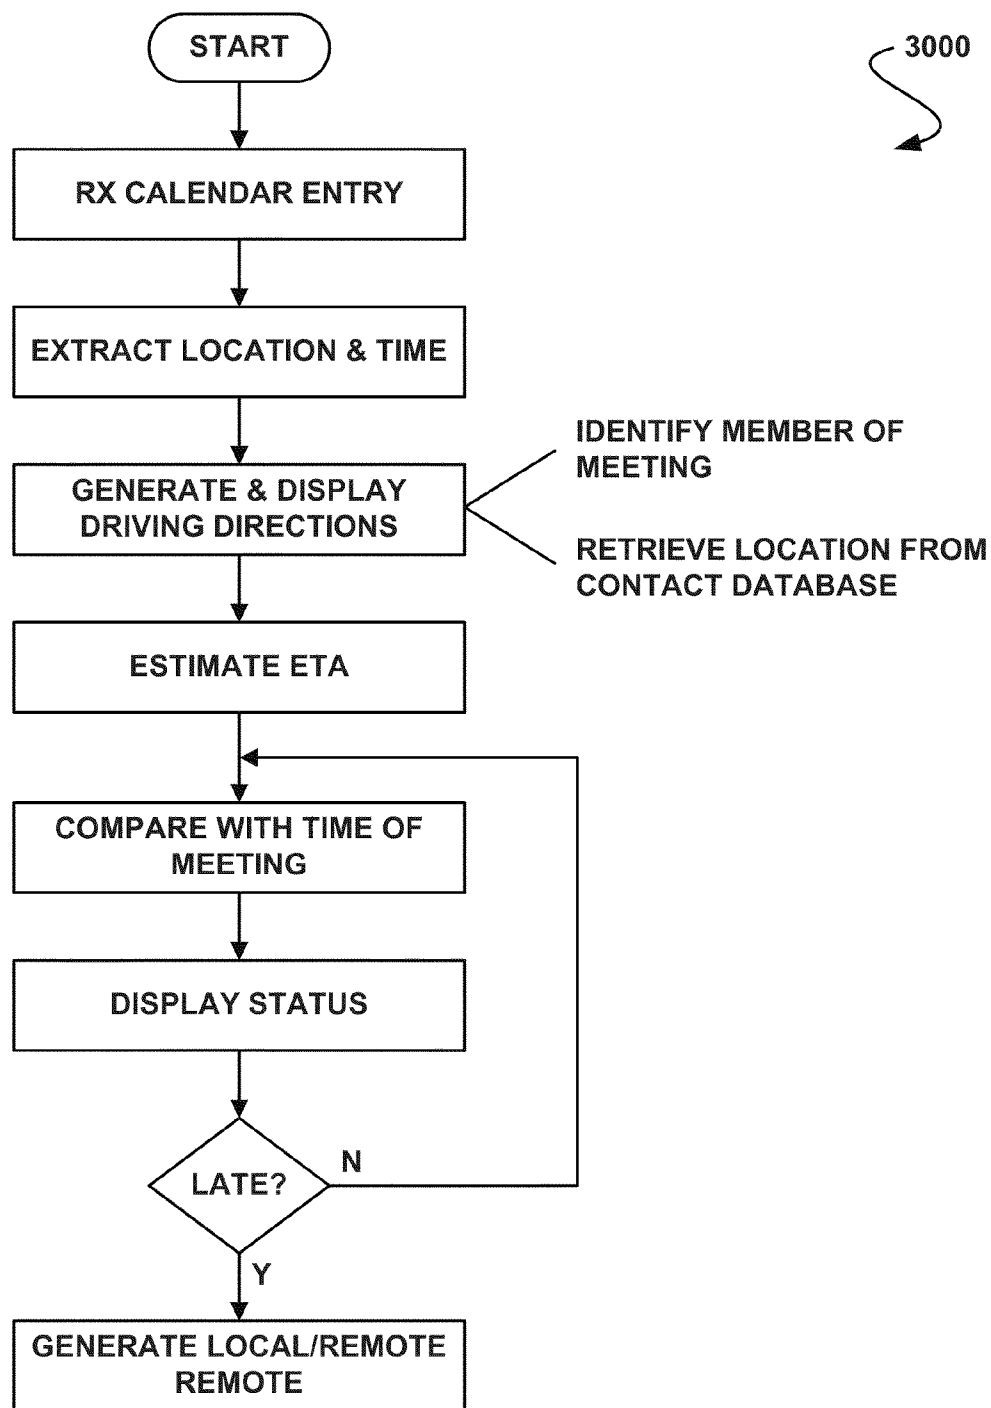 START
3000
RX CALENDAR ENTRY
EXTRACT LOCATION & TIME
GENERATE & DISPLAY
DRIVING DIRECTIONS
IDENTIFY MEMBER OF
MEETING
RETRIEVE LOCATION FROM
CONTACT DATABASE
ESTIMATE ETA
COMPARE WITH TIME OF
MEETING
DISPLAY STATUS
LATE?
N
Y
GENERATE LOCAL/REMOTE
REMOTE